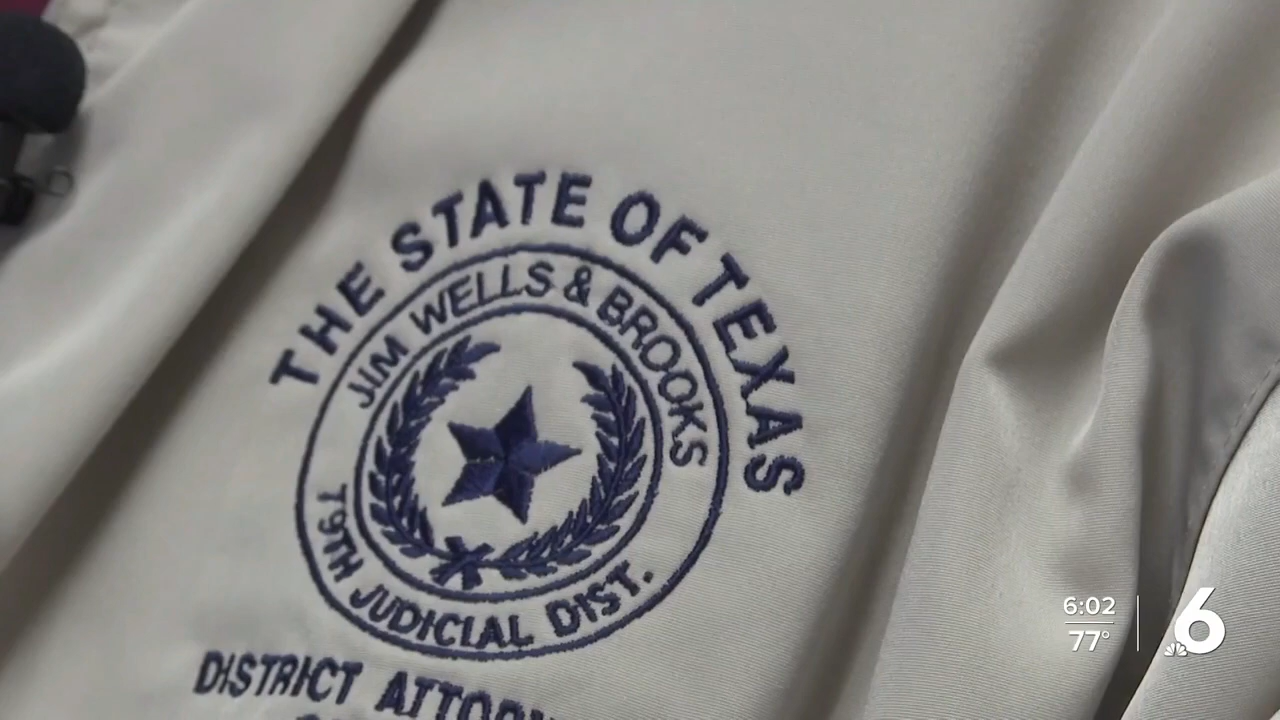 THE STATE OF TEXAS
JIM WELLS & BROOKS
79TH JUDICIAL DIST.
DISTRICT
6:02
77°
6